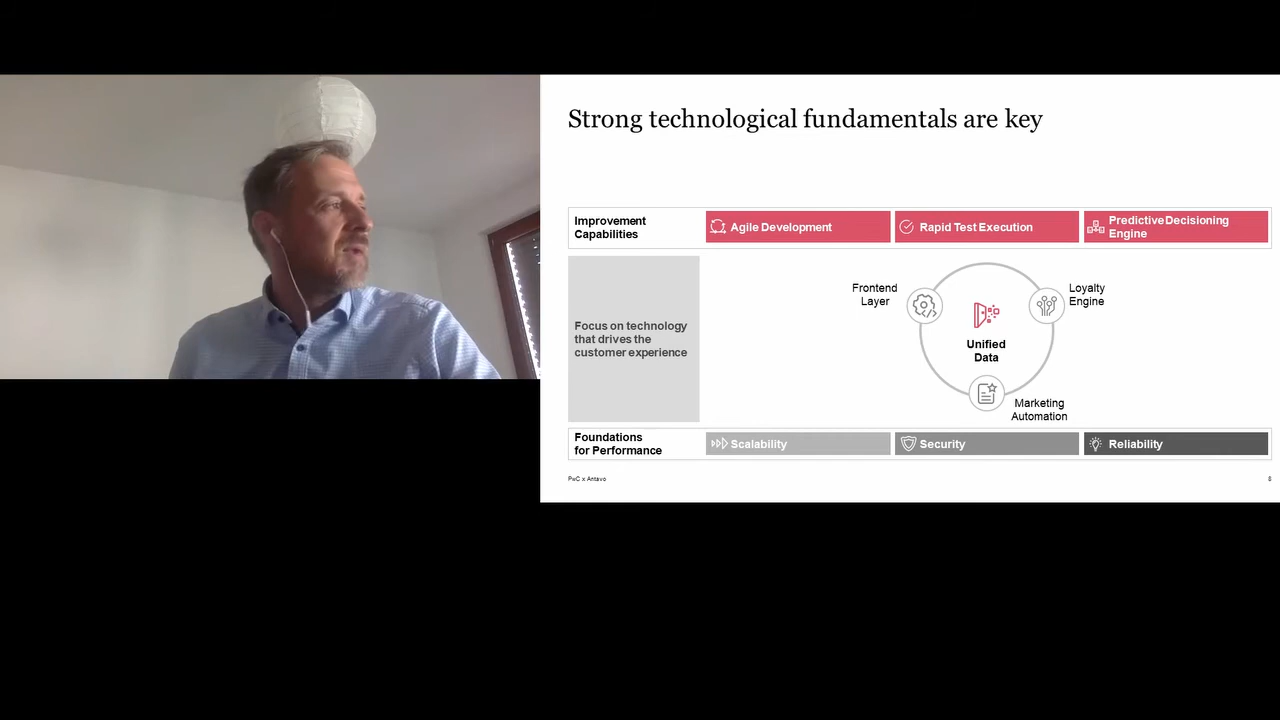 Strong technological fundamentals are key
Improvement
Capabilities
Agile Development
Rapid Test Execution
Predictive Decisioning
Engine
Focus on technology
that drives the
customer experience
Frontend
Layer
Loyalty
Engine
Unified
Data
Marketing
Automation
Foundations
for Performance
Scalability
Security
Reliability
PwC x Antavo
8